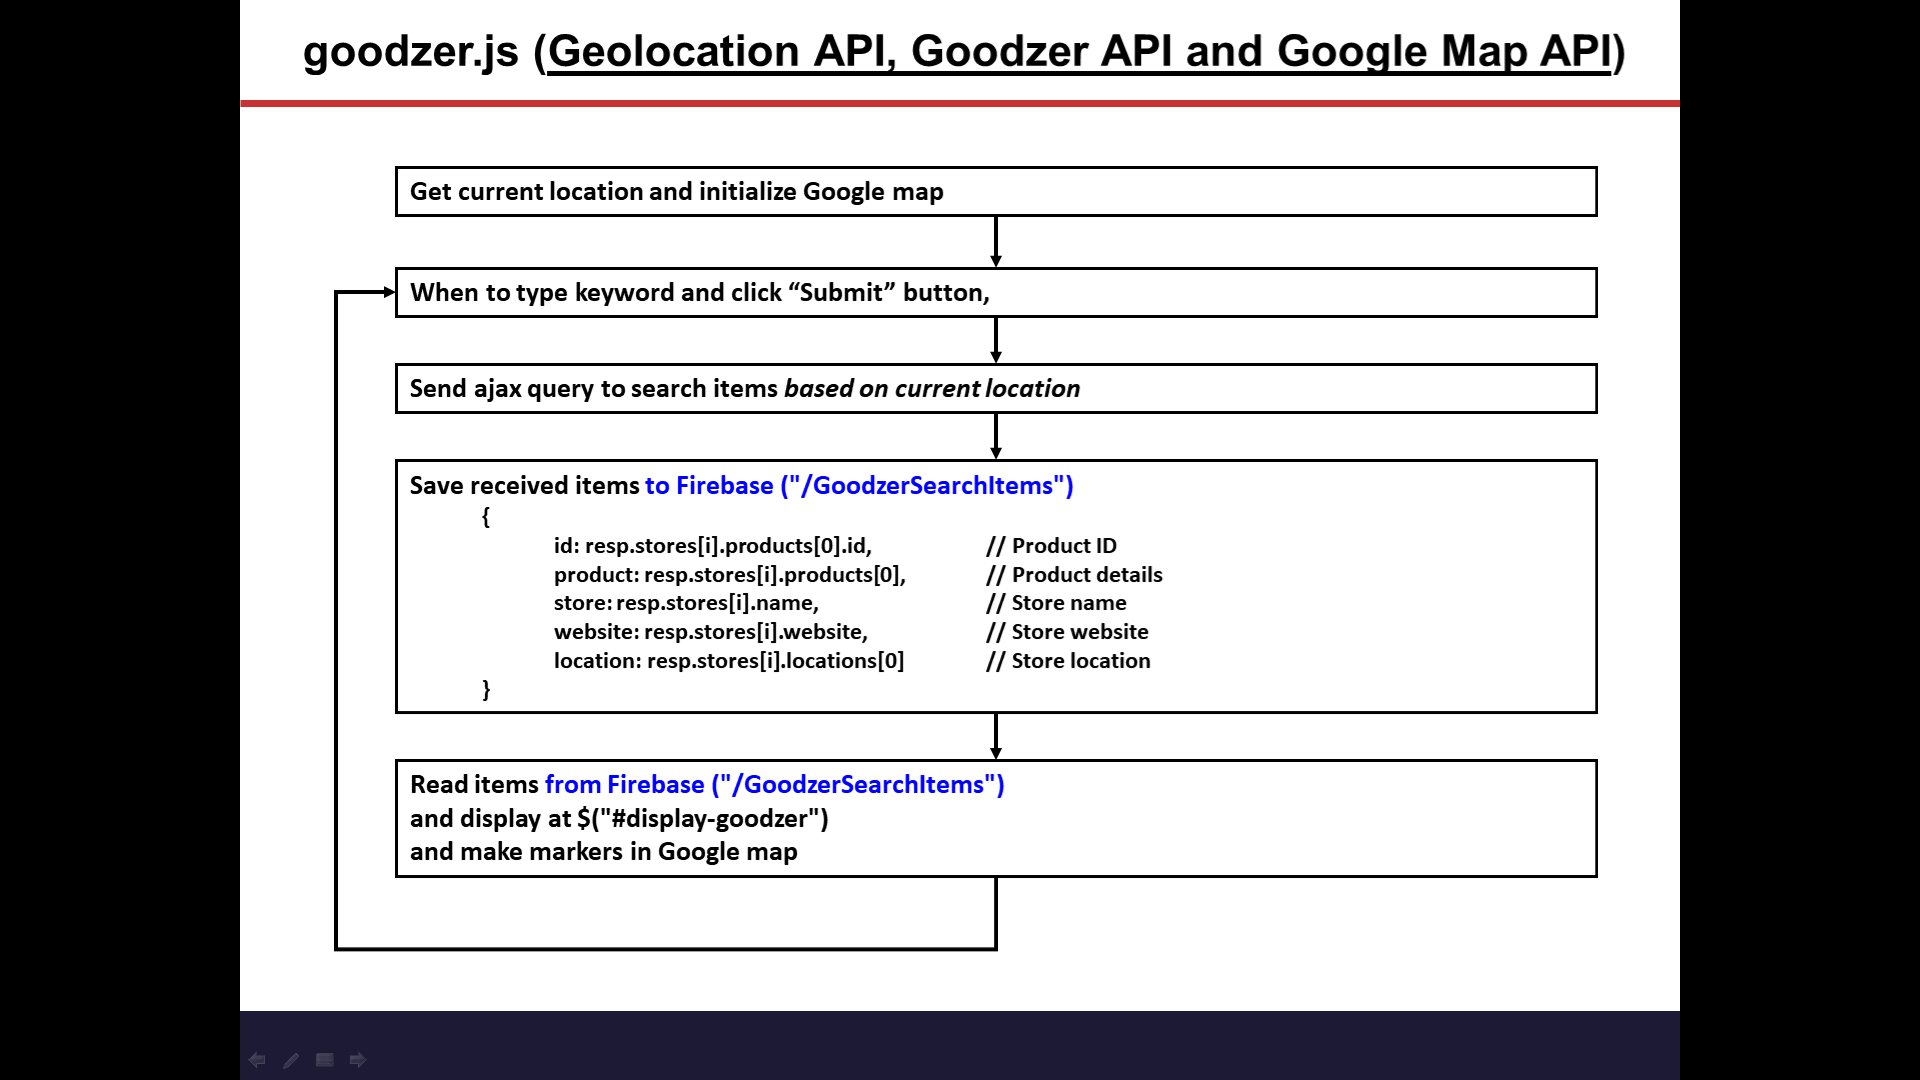 goodzer.js (Geolocation API, Goodzer API and Google Map API)
Get current location and initialize Google map
When to type keyword and click “Submit” button,
Send ajax query to search items based on current location
Save received items to Firebase ("/GoodzerSearchItems")
{
id: resp.stores[i].products[0].id, // Product ID
product: resp.stores[i].products[0], // Product details
store: resp.stores[i].name, // Store name
website: resp.stores[i].website, // Store website
location: resp.stores[i].locations[0] // Store location
}
Read items from Firebase ("/GoodzerSearchItems")
and display at $("#display-goodzer")
and make markers in Google map